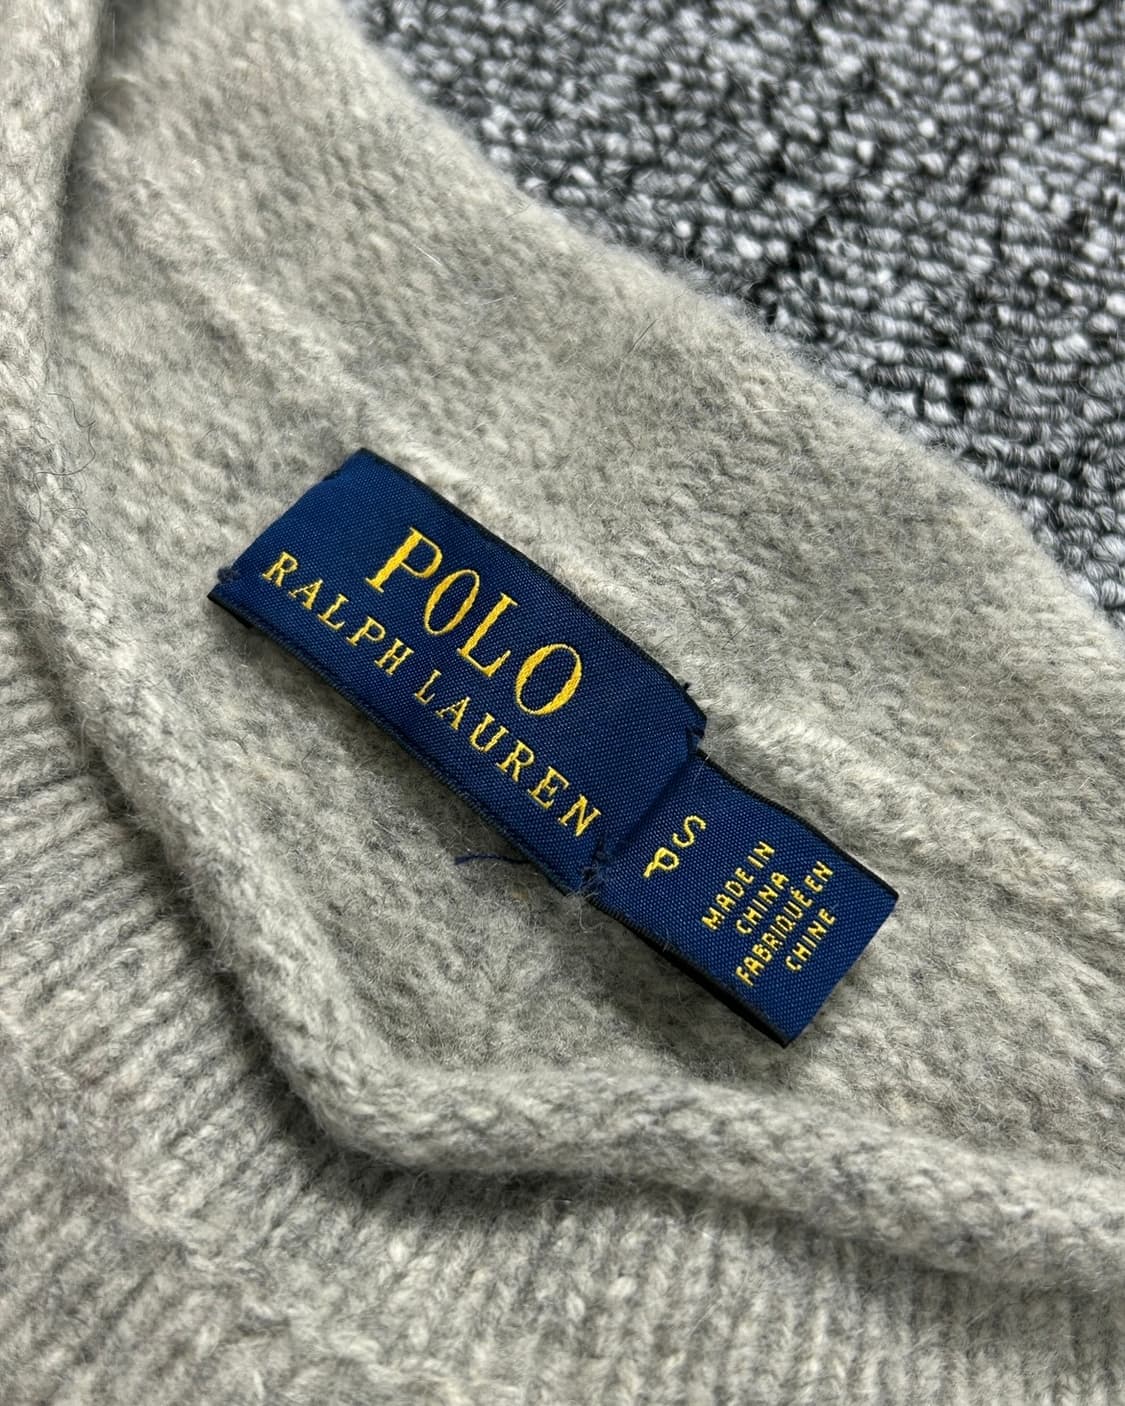 POLO
RALPH LAUREN
S
P
MADE IN
CHINA
FABRIQUÉ EN
CHINE